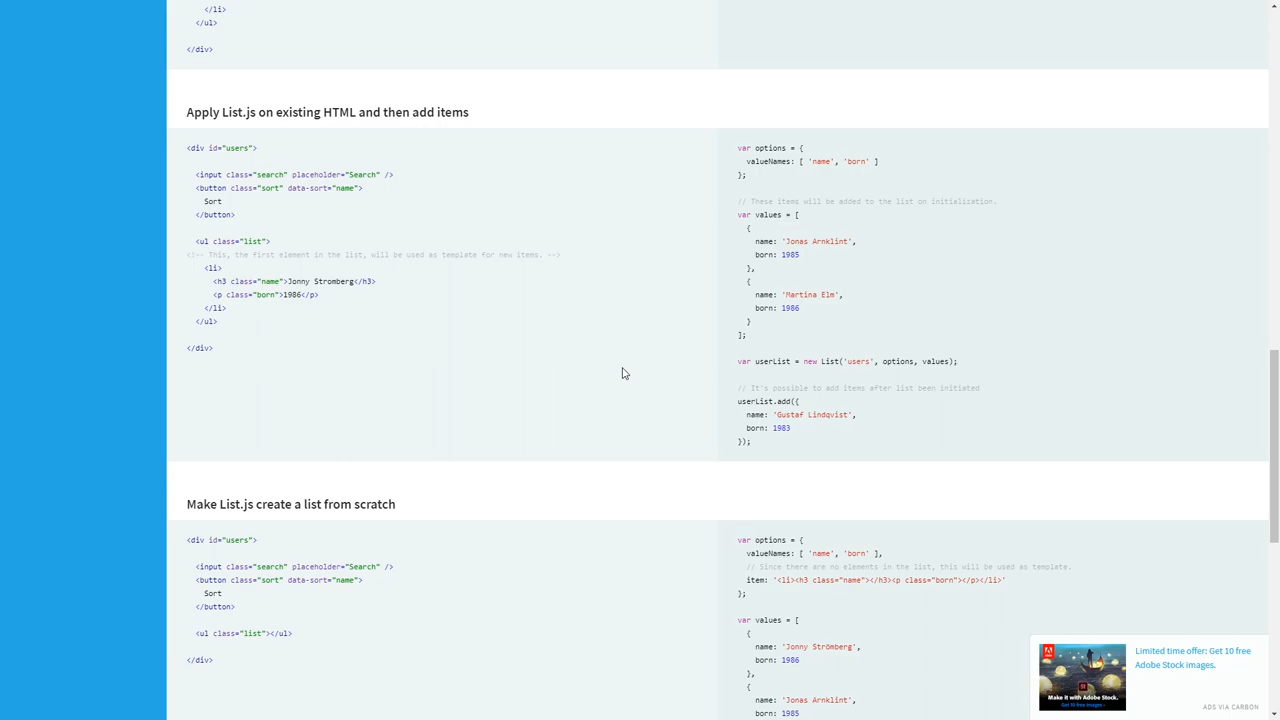 </li>
</ul>
</div>
Apply List.js on existing HTML and then add items
<div id="users">
<input class="search" placeholder="Search" />
<button class="sort" data-sort="name">
Sort
</button>
<ul class="list">
<!-- This, the first element in the list, will be used as template for new items. -->
<li>
<h3 class="name">Jonny Stromberg</h3>
<p class="born">1986</p>
</li>
</ul>
</div>
var options = {
valueNames: [ 'name', 'born' ]
};
// These items will be added to the list on initialization.
var values = [
{
name: 'Jonas Arnklint',
born: 1985
},
{
name: 'Martina Elm',
born: 1986
}
];
var userList = new List('users', options, values);
// It's possible to add items after list been initiated
userList.add({
name: 'Gustaf Lindqvist',
born: 1983
});
Make List.js create a list from scratch
<div id="users">
<input class="search" placeholder="Search" />
<button class="sort" data-sort="name">
Sort
</button>
<ul class="list"></ul>
</div>
var options = {
valueNames: [ 'name', 'born' ],
// Since there are no elements in the list, this will be used as template.
item: '<li><h3 class="name"></h3><p class="born"></p></li>'
};
var values = [
{
name: 'Jonny Strömberg',
born: 1986
},
{
name: 'Jonas Arnklint',
born: 1985
Make it with Adobe Stock.
Get 10 free images ›
Limited time offer: Get 10 free
Adobe Stock images.
ADS VIA CARBON